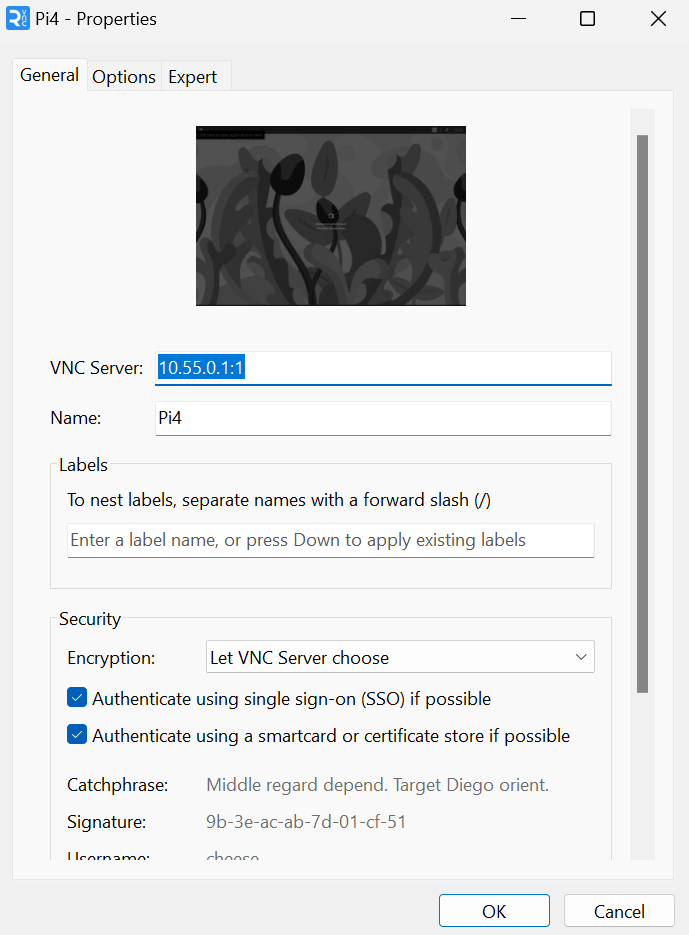 Pi4 - Properties
General Options Expert
VNC Server: 10.55.0.1:1
Name: Pi4
Labels
To nest labels, separate names with a forward slash (/)
Enter a label name, or press Down to apply existing labels
Security
Encryption: Let VNC Server choose
Authenticate using single sign-on (SSO) if possible
Authenticate using a smartcard or certificate store if possible
Catchphrase: Middle regard depend. Target Diego orient.
Signature: 9b-3e-ac-ab-7d-01-cf-51
Username: cheese
OK Cancel